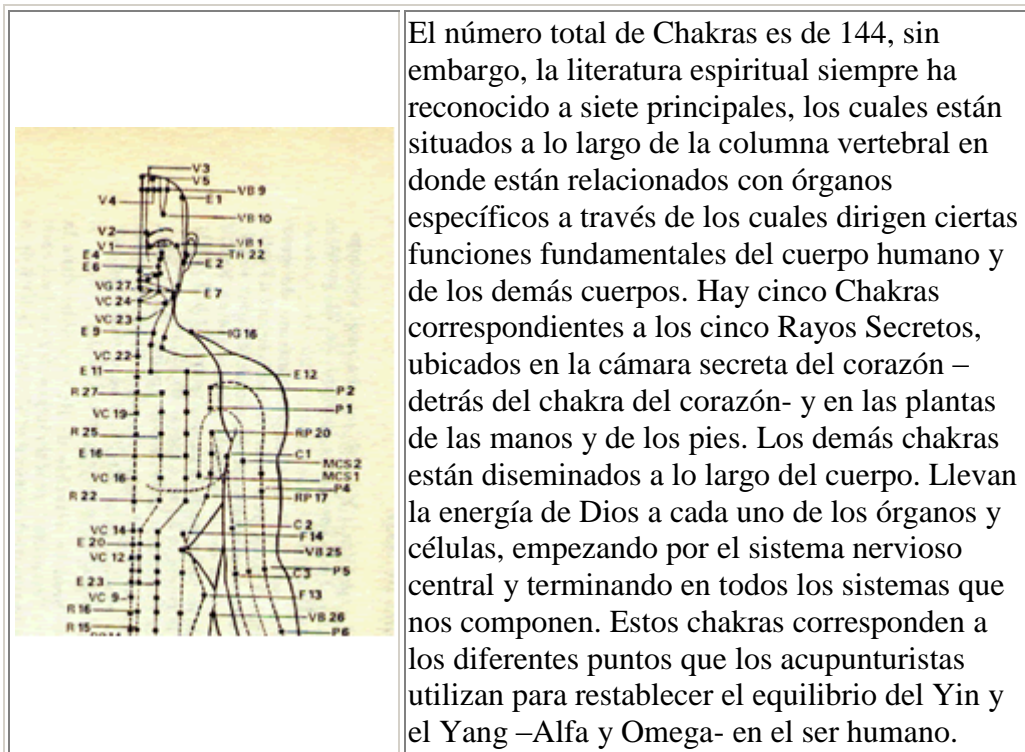 V3
V5
VB 9
V4
E 1
VB 10
V2
V1
VB 1
E4
TR 22
E6
E 2
VG 27
E 7
VC 24
VC 23
E 9
IG 16
VC 22
E 11
E 12
R 27
P 2
VC 19
P 1
R 25
RP 20
E 16
C 1
MCS 2
VC 16
MCS 1
P4
R 22
RP 17
C 2
VC 14
F 14
E 20
VB 25
VC 12
C 3
P5
E 23
VC 9
F 13
R 16
VB 26
R 15
P6
El número total de Chakras es de 144, sin
embargo, la literatura espiritual siempre ha
reconocido a siete principales, los cuales están
situados a lo largo de la columna vertebral en
donde están relacionados con órganos
específicos a través de los cuales dirigen ciertas
funciones fundamentales del cuerpo humano y
de los demás cuerpos. Hay cinco Chakras
correspondientes a los cinco Rayos Secretos,
ubicados en la cámara secreta del corazón –
detrás del chakra del corazón- y en las plantas
de las manos y de los pies. Los demás chakras
están diseminados a lo largo del cuerpo. Llevan
la energía de Dios a cada uno de los órganos y
células, empezando por el sistema nervioso
central y terminando en todos los sistemas que
nos componen. Estos chakras corresponden a
los diferentes puntos que los acupunturistas
utilizan para restablecer el equilibrio del Yin y
el Yang –Alfa y Omega- en el ser humano.